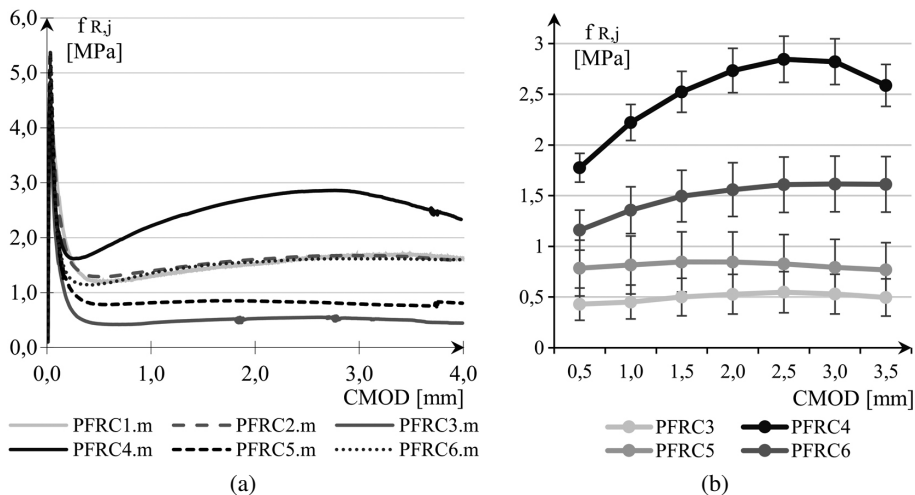 6,0
5,0
4,0
3,0
2,0
1,0
0,0
f R,j
[MPa]
0,0 1,0 2,0 3,0 4,0
CMOD [mm]
PFRC1.m PFRC2.m PFRC3.m
PFRC4.m PFRC5.m PFRC6.m
(a)
3
2,5
2
1,5
1
0,5
0
f R,j
[MPa]
0,5 1,0 1,5 2,0 2,5 3,0 3,5
CMOD [mm]
PFRC3 PFRC4
PFRC5 PFRC6
(b)